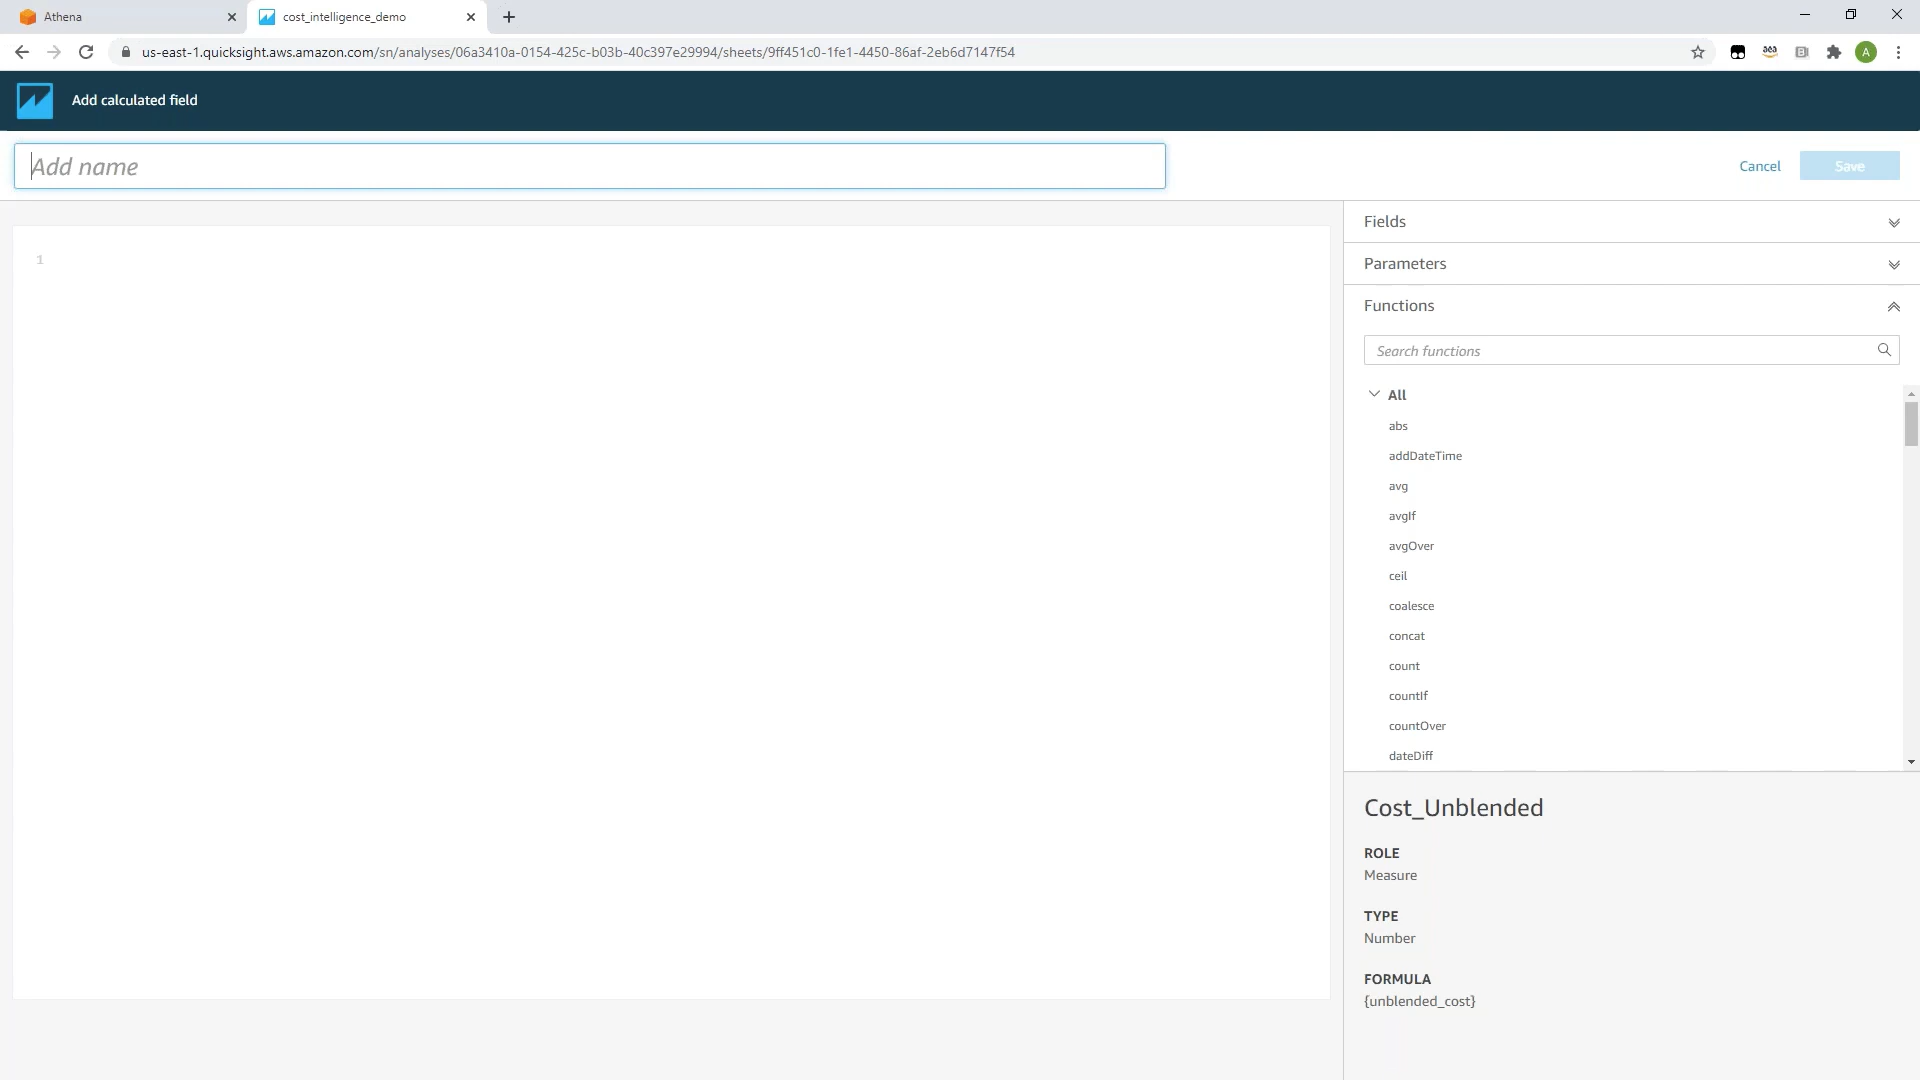 Athena
cost_intelligence_demo
us-east-1.quicksight.aws.amazon.com/sn/analyses/06a3410a-0154-425c-b03b-40c397e29994/sheets/9ff451c0-1fe1-4450-86af-2eb6d7147f54
A
Add calculated field
Add name
Cancel
Save
1
Fields
Parameters
Functions
Search functions
All
abs
addDateTime
avg
avgIf
avgOver
ceil
coalesce
concat
count
countIf
countOver
dateDiff
Cost_Unblended
ROLE
Measure
TYPE
Number
FORMULA
{unblended_cost}